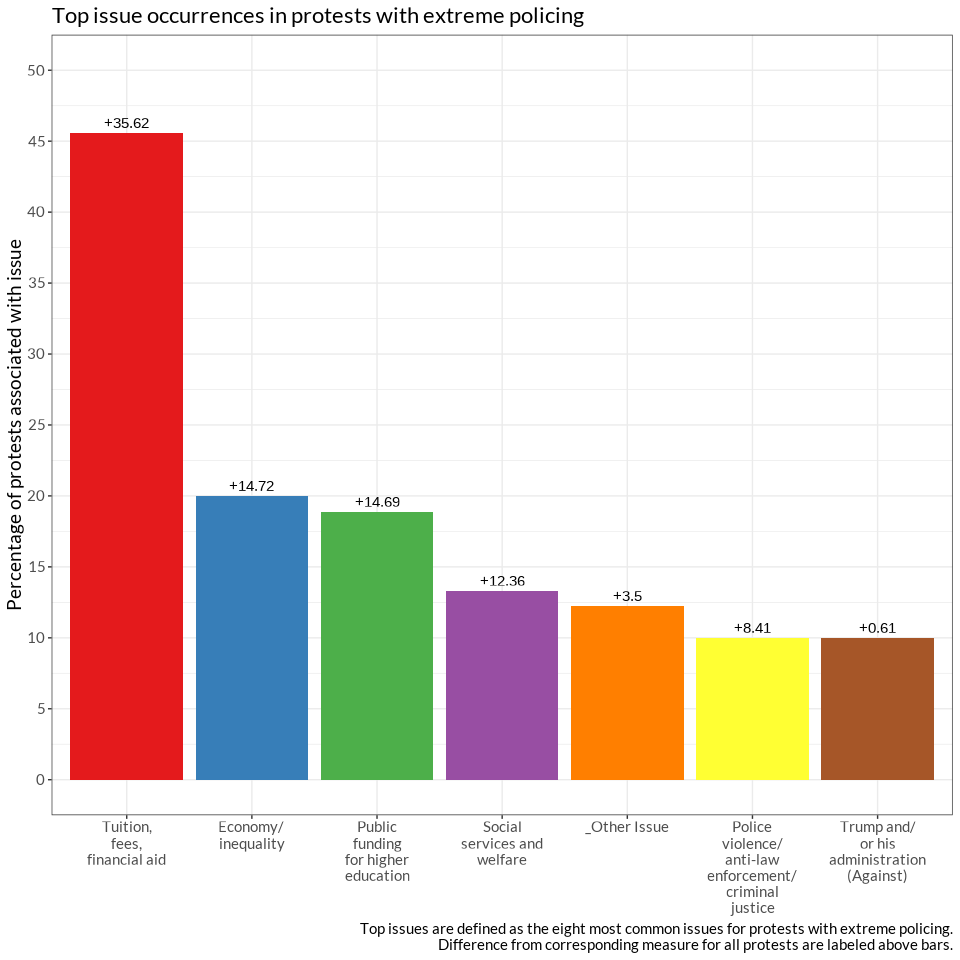 Top issue occurrences in protests with extreme policing
Percentage of protests associated with issue
50
45
40
35
30
25
20
15
10
5
0
+35.62
+14.72
+14.69
+12.36
+3.5
+8.41
+0.61
Tuition,
fees,
financial aid
Economy/
inequality
Public
funding
for higher
education
Social
services and
welfare
_Other Issue
Police
violence/
anti-law
enforcement/
criminal
justice
Trump and/
or his
administration
(Against)
Top issues are defined as the eight most common issues for protests with extreme policing.
Difference from corresponding measure for all protests are labeled above bars.